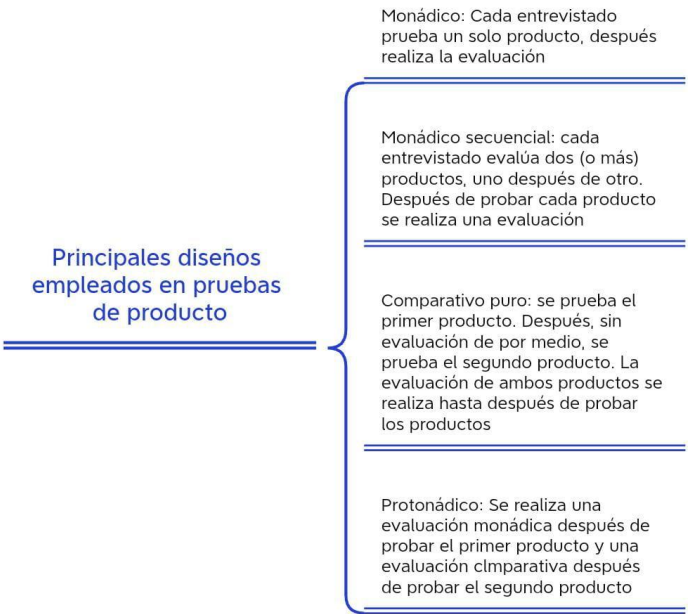 Principales diseños
empleados en pruebas
de producto
Monádico: Cada entrevistado
prueba un solo producto, después
realiza la evaluación
Monádico secuencial: cada
entrevistado evalúa dos (o más)
productos, uno después de otro.
Después de probar cada producto
se realiza una evaluación
Comparativo puro: se prueba el
primer producto. Después, sin
evaluación de por medio, se
prueba el segundo producto. La
evaluación de ambos productos se
realiza hasta después de probar
los productos
Protonádico: Se realiza una
evaluación monádica después de
probar el primer producto y una
evaluación clmparativa después
de probar el segundo producto